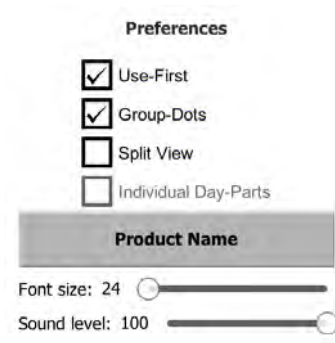 Preferences
Use-First
Group-Dots
Split View
Individual Day-Parts
Product Name
Font size: 24
Sound level: 100